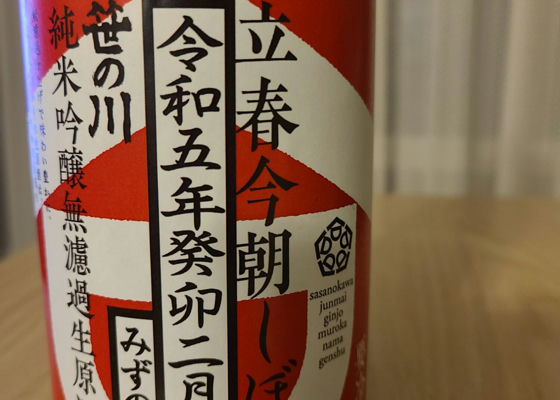 立春今朝しぼ
令和五年癸卯二月
みずの
笹の川
純米吟醸無濾過生原
sasanokawa
junmai
ginjo
muroka
nama
genshu